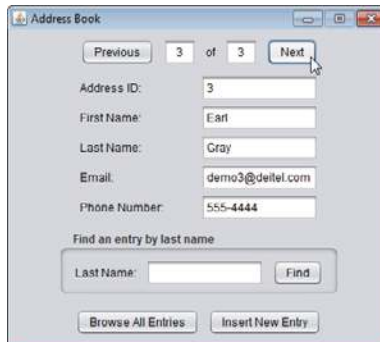 Address Book
Previous 3 of 3 Next
Address ID: 3
First Name: Earl
Last Name: Gray
Email: demo3@deitel.com
Phone Number: 555-4444
Find an entry by last name
Last Name: Find
Browse All Entries Insert New Entry